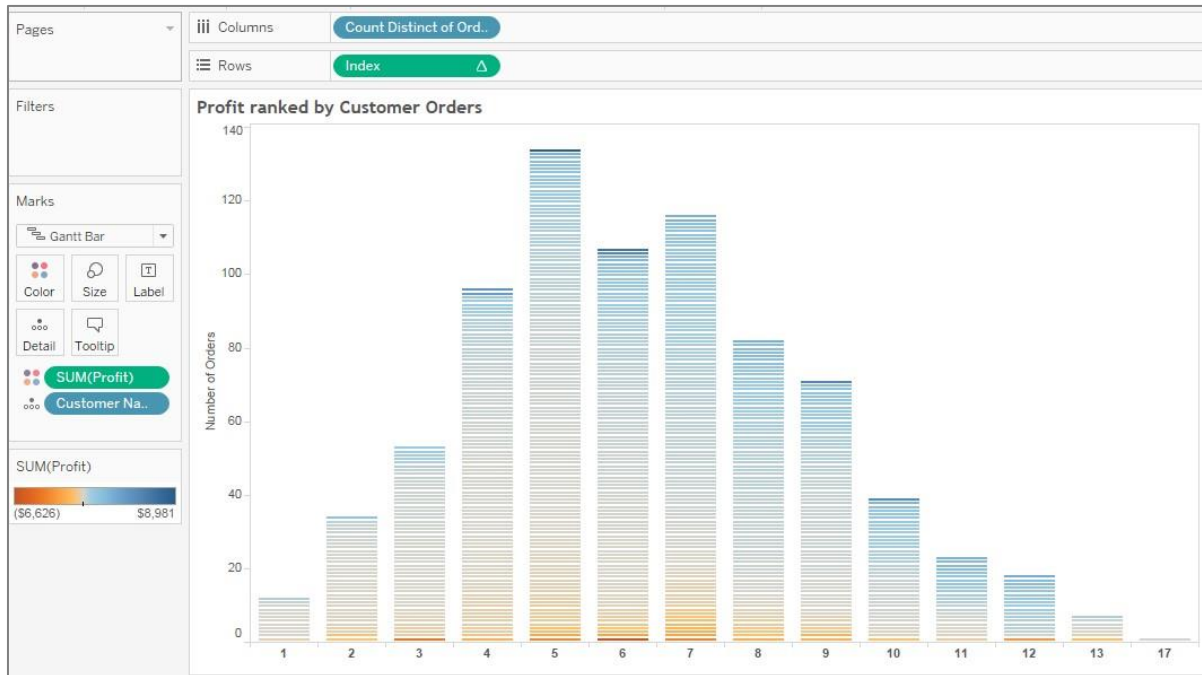 Pages
Columns
Count Distinct of Ord..
Rows
Index
Filters
Marks
Gantt Bar
Color
Size
Label
Detail
Tooltip
SUM(Profit)
Customer Na..
SUM(Profit)
($6,626)
$8,981
Profit ranked by Customer Orders
Number of Orders
140
120
100
80
60
40
20
0
1 2 3 4 5 6 7 8 9 10 11 12 13 17